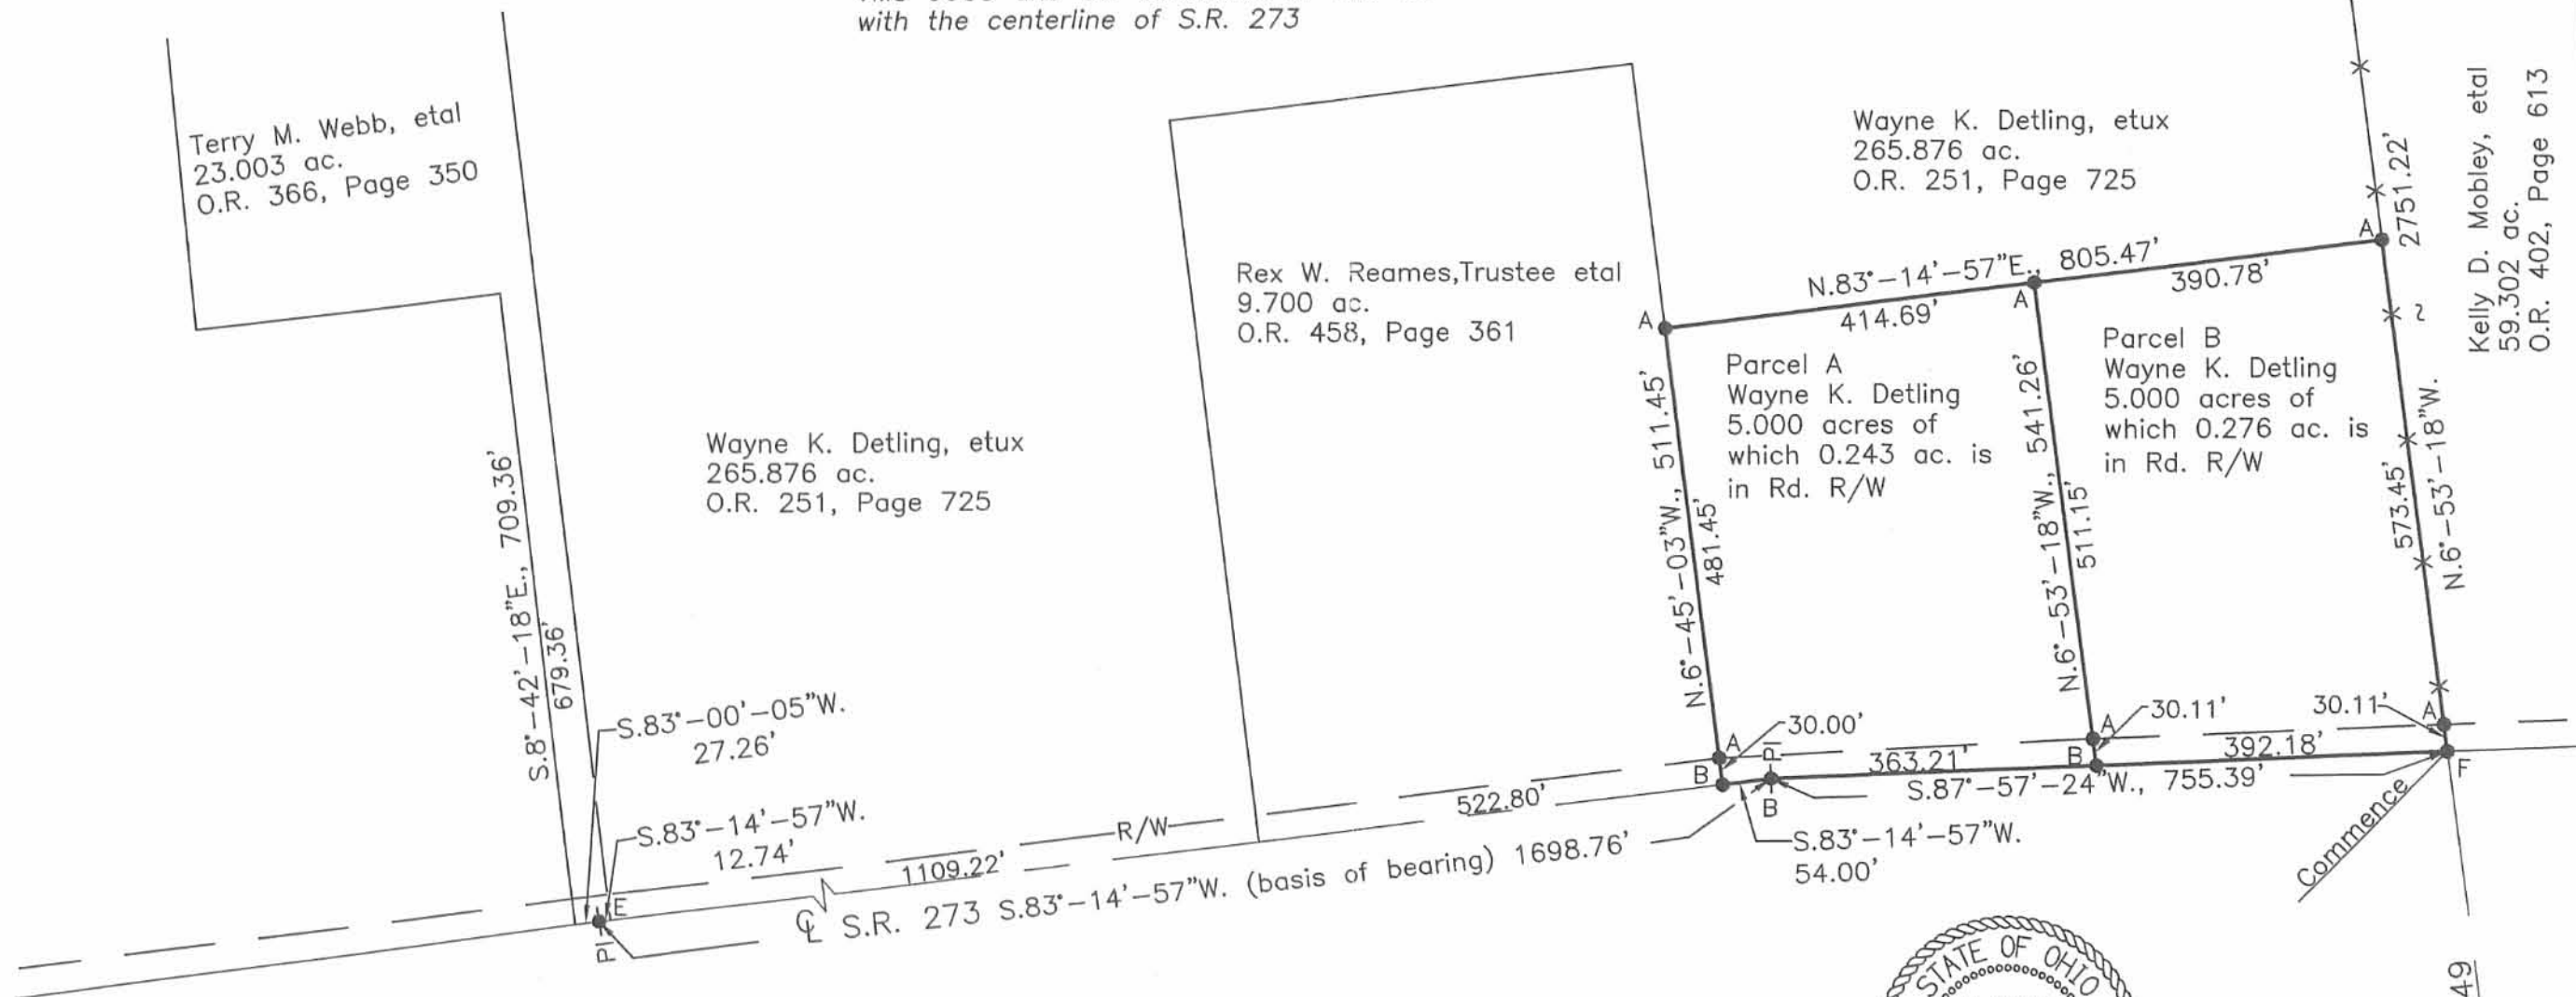 with the centerline of S.R. 273
Terry M. Webb, etal
23.003 ac.
O.R. 366, Page 350
Wayne K. Detling, etux
265.876 ac.
O.R. 251, Page 725
Kelly D. Mobley, etal
59.302 ac.
O.R. 402, Page 613
2751.22'
A
N.83°-14'-57"E., 805.47'
A
414.69'
A
390.78'
Rex W. Reames,Trustee etal
9.700 ac.
O.R. 458, Page 361
Parcel A
Wayne K. Detling
5.000 acres of
which 0.243 ac. is
in Rd. R/W
Parcel B
Wayne K. Detling
5.000 acres of
which 0.276 ac. is
in Rd. R/W
Wayne K. Detling, etux
265.876 ac.
O.R. 251, Page 725
S.8°-42'-18"E., 709.36'
679.36'
N.6°-45'-03"W., 511.45'
481.45'
N.6°-53'-18"W., 541.26'
511.15'
573.45'
N.6°-53'-18"W.
S.83°-00'-05"W.
27.26'
S.83°-14'-57"W.
12.74'
A
30.00'
B
PI
B
363.21'
A
30.11'
B
30.11'
A
392.18'
F
S.87°-57'-24"W., 755.39'
Commence
S.83°-14'-57"W.
54.00'
522.80'
R/W
1109.22'
E
PI
℄ S.R. 273 S.83°-14'-57"W. (basis of bearing) 1698.76'
STATE OF OHIO
49